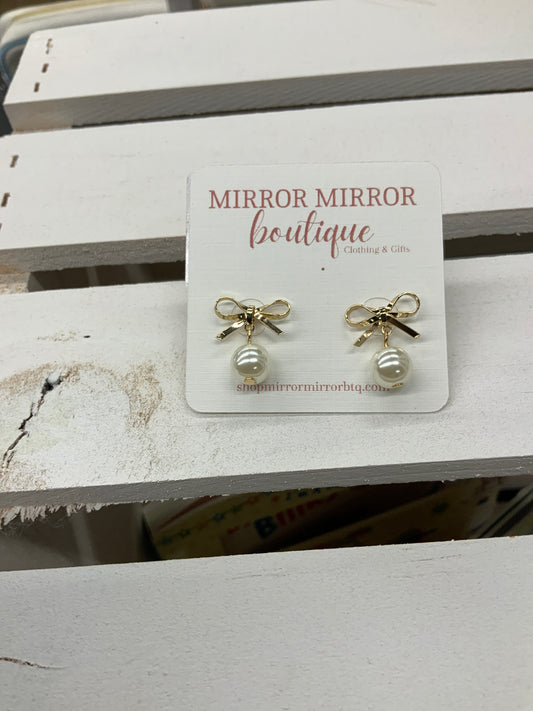 MIRROR MIRROR
boutique
Clothing & Gifts
shopmirrormirrorbtq.com